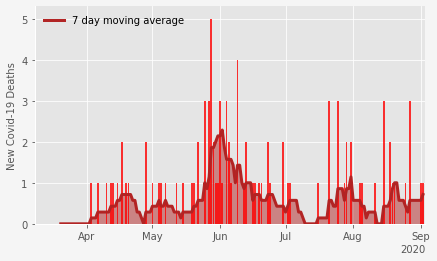 7 day moving average
New Covid-19 Deaths
5
4
3
2
1
0
Apr
May
Jun
Jul
Aug
Sep
2020